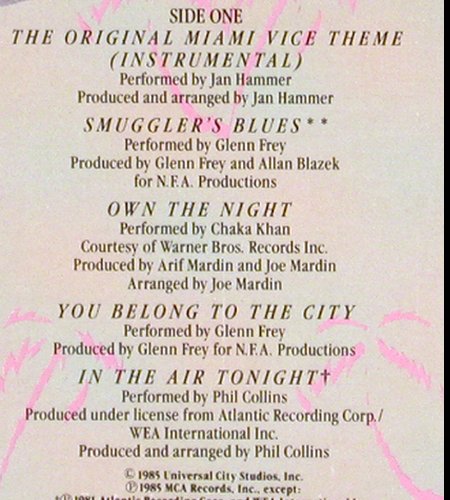 SIDE ONE
THE ORIGINAL MIAMI VICE THEME
(INSTRUMENTAL)
Performed by Jan Hammer
Produced and arranged by Jan Hammer
SMUGGLER'S BLUES**
Performed by Glenn Frey
Produced by Glenn Frey and Allan Blazek
for N.F.A. Productions
OWN THE NIGHT
Performed by Chaka Khan
Courtesy of Warner Bros. Records Inc.
Produced by Arif Mardin and Joe Mardin
Arranged by Joe Mardin
YOU BELONG TO THE CITY
Performed by Glenn Frey
Produced by Glenn Frey for N.F.A. Productions
IN THE AIR TONIGHT†
Performed by Phil Collins
Produced under license from Atlantic Recording Corp./
WEA International Inc.
Produced and arranged by Phil Collins
© 1985 Universal City Studios, Inc.
℗ 1985 MCA Records, Inc., except: